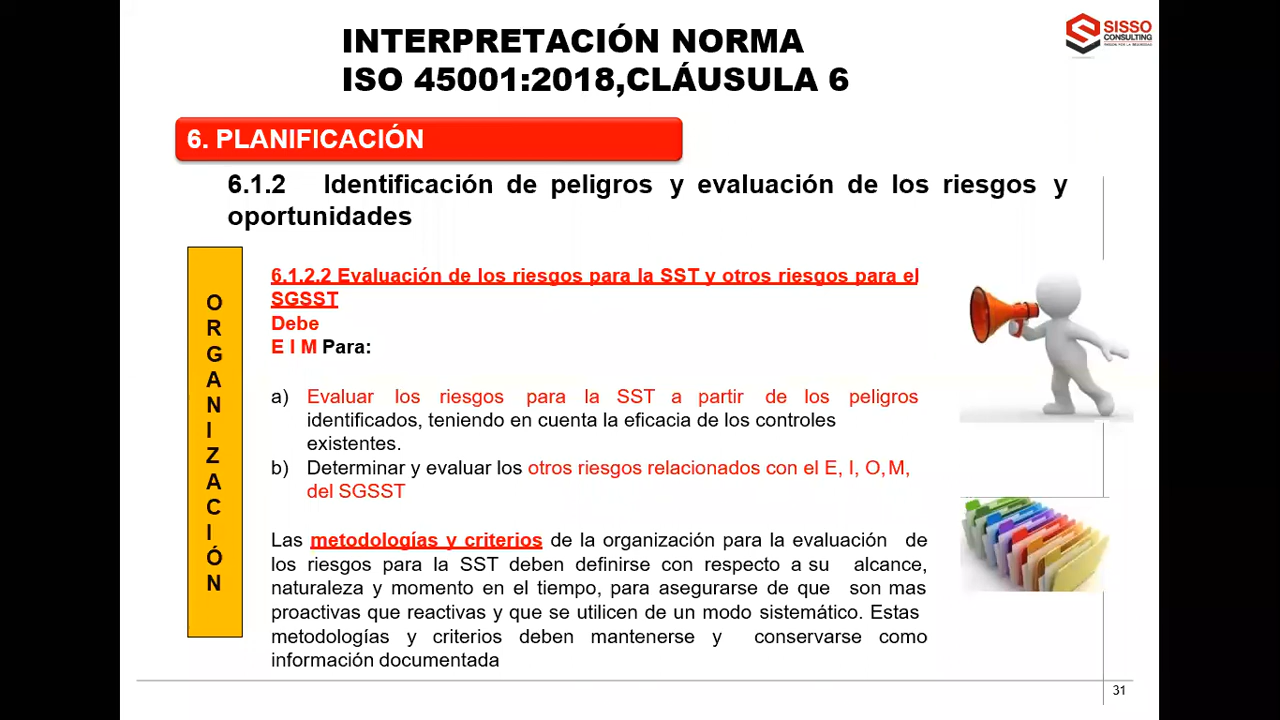 INTERPRETACIÓN NORMA
ISO 45001:2018,CLÁUSULA 6
SISSO
CONSULTING
6. PLANIFICACIÓN
6.1.2 Identificación de peligros y evaluación de los riesgos y
oportunidades
ORGANIZACIÓN
6.1.2.2 Evaluación de los riesgos para la SST y otros riesgos para el
SGSST
Debe
E I M Para:
a) Evaluar los riesgos para la SST a partir de los peligros
identificados, teniendo en cuenta la eficacia de los controles
existentes.
b) Determinar y evaluar los otros riesgos relacionados con el E, I, O, M,
del SGSST
Las metodologías y criterios de la organización para la evaluación de
los riesgos para la SST deben definirse con respecto a su alcance,
naturaleza y momento en el tiempo, para asegurarse de que son mas
proactivas que reactivas y que se utilicen de un modo sistemático. Estas
metodologías y criterios deben mantenerse y conservarse como
información documentada
31